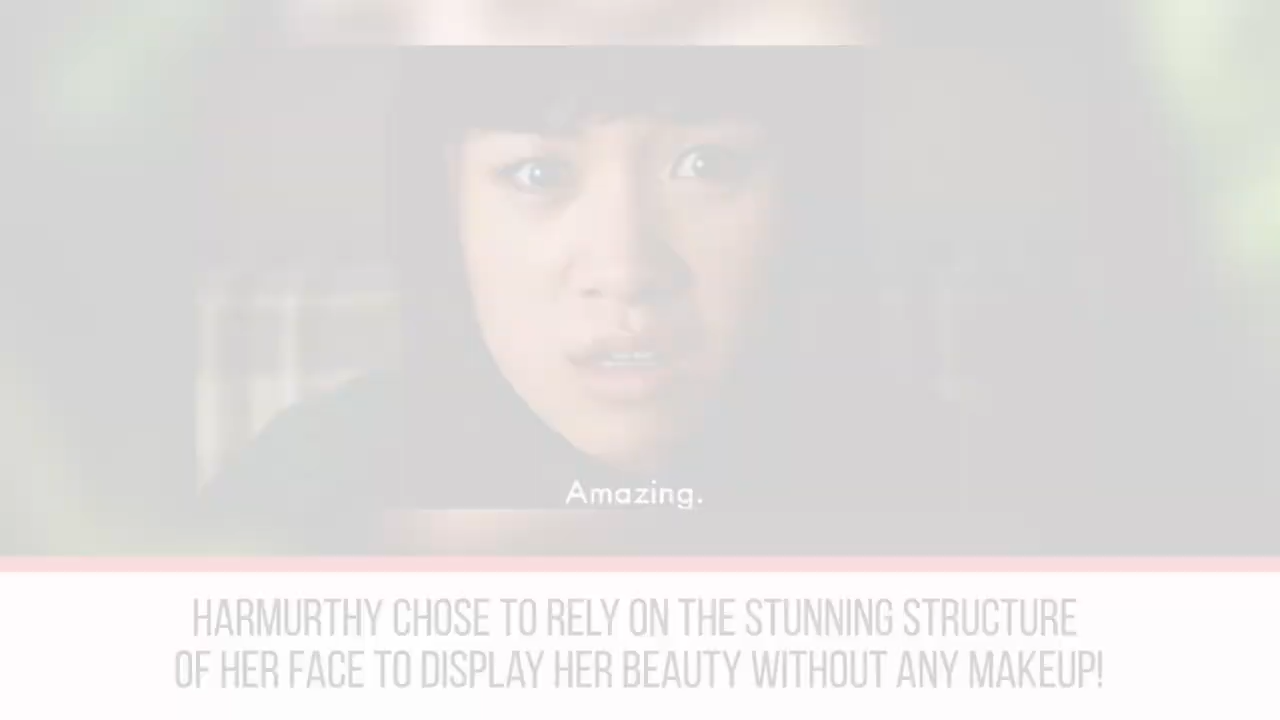 Amazing.
HARMURTHY CHOSE TO RELY ON THE STUNNING STRUCTURE
OF HER FACE TO DISPLAY HER BEAUTY WITHOUT ANY MAKEUP!